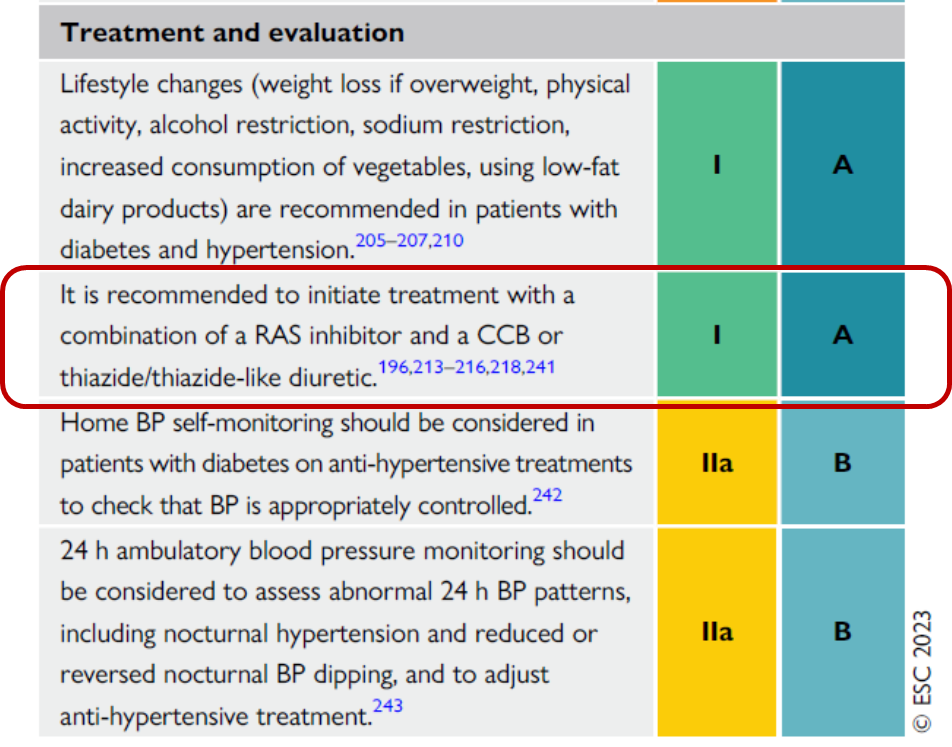 Treatment and evaluation
Lifestyle changes (weight loss if overweight, physical
activity, alcohol restriction, sodium restriction,
increased consumption of vegetables, using low-fat
dairy products) are recommended in patients with
diabetes and hypertension.205–207,210
I
A
It is recommended to initiate treatment with a
combination of a RAS inhibitor and a CCB or
thiazide/thiazide-like diuretic.196,213–216,218,241
I
A
Home BP self-monitoring should be considered in
patients with diabetes on anti-hypertensive treatments
to check that BP is appropriately controlled.242
IIa
B
24 h ambulatory blood pressure monitoring should
be considered to assess abnormal 24 h BP patterns,
including nocturnal hypertension and reduced or
reversed nocturnal BP dipping, and to adjust
anti-hypertensive treatment.243
IIa
B
© ESC 2023